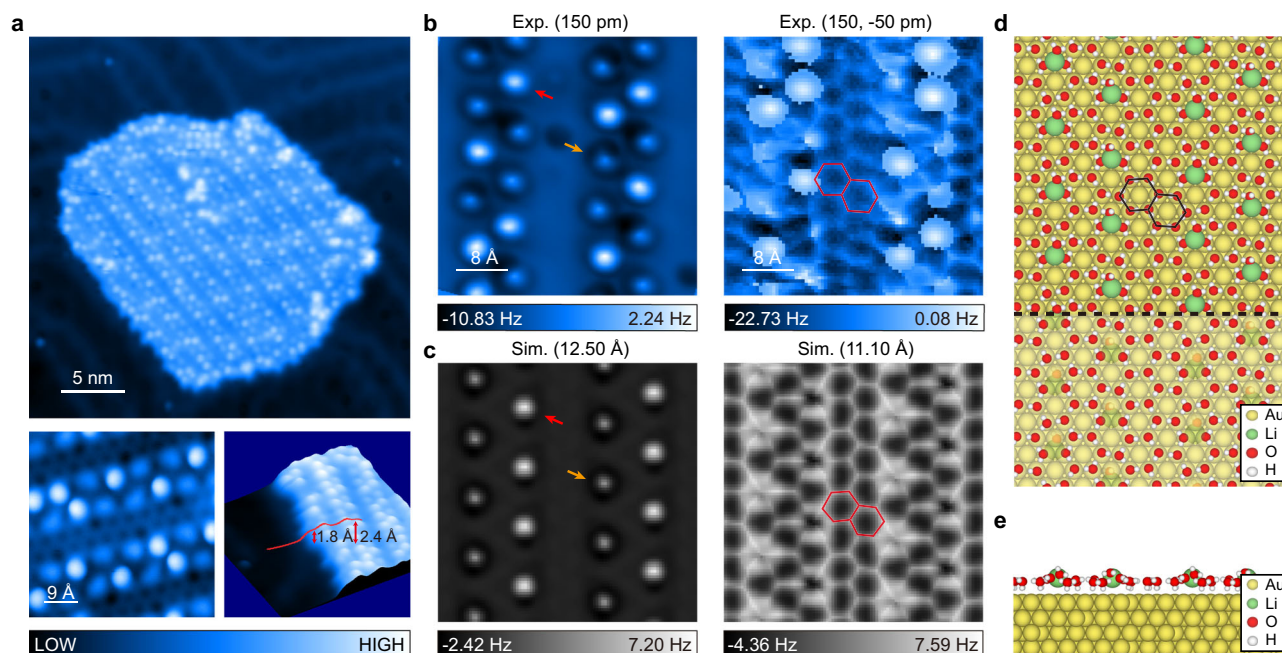 a
5 nm
9 Å
1.8 Å
2.4 Å
LOW
HIGH
b
Exp. (150 pm)
8 Å
-10.83 Hz
2.24 Hz
Exp. (150, -50 pm)
8 Å
-22.73 Hz
0.08 Hz
c
Sim. (12.50 Å)
-2.42 Hz
7.20 Hz
Sim. (11.10 Å)
-4.36 Hz
7.59 Hz
d
Au
Li
O
H
e
Au
Li
O
H